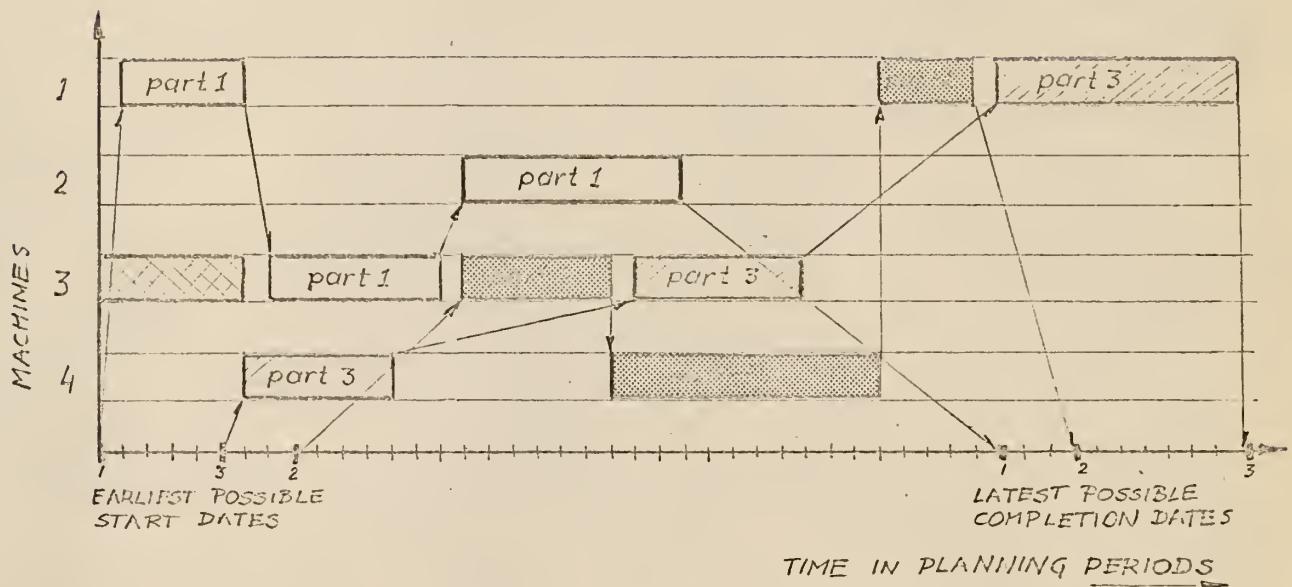 1
part 1
part 3
2
part 1
3
part 1
part 3
4
part 3
MACHINES
1
3
2
1
2
3
EARLIEST POSSIBLE
START DATES
LATEST POSSIBLE
COMPLETION DATES
TIME IN PLANNING PERIODS